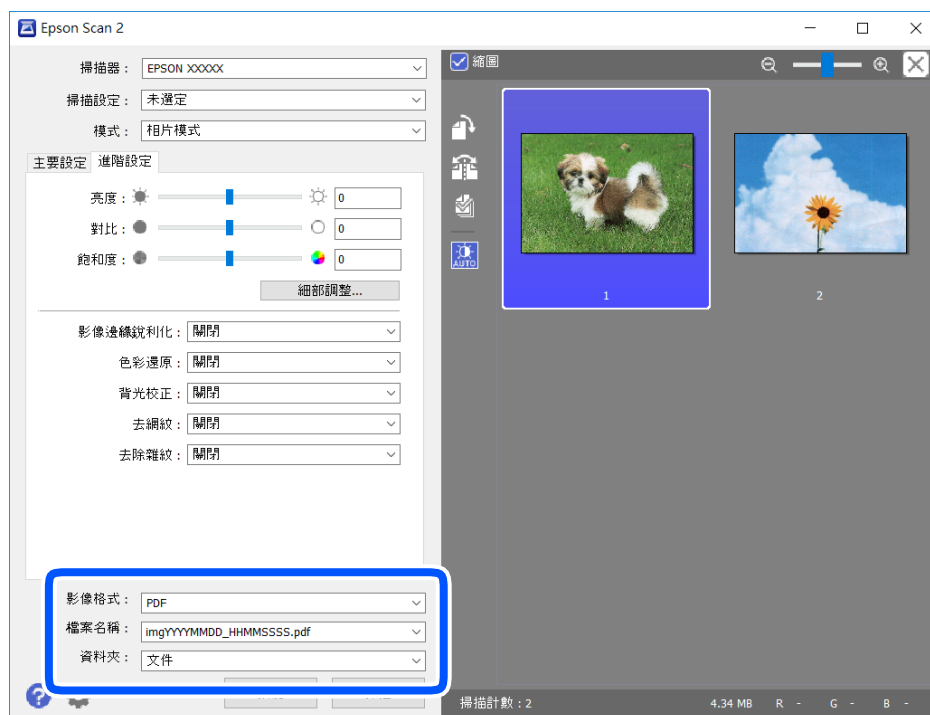 Epson Scan 2
掃描器： EPSON XXXXX
掃描設定： 未選定
模式： 相片模式
主要設定 進階設定
亮度： 0
對比： 0
飽和度： 0
細部調整...
影像邊緣銳利化： 關閉
色彩還原： 關閉
背光校正： 關閉
去網紋： 關閉
去除雜紋： 關閉
影像格式： PDF
檔案名稱： imgYYYYMMDD_HHMMSSSS.pdf
資料夾： 文件
?
縮圖
AUTO
1
2
掃描計數：2 4.34 MB R - G - B -